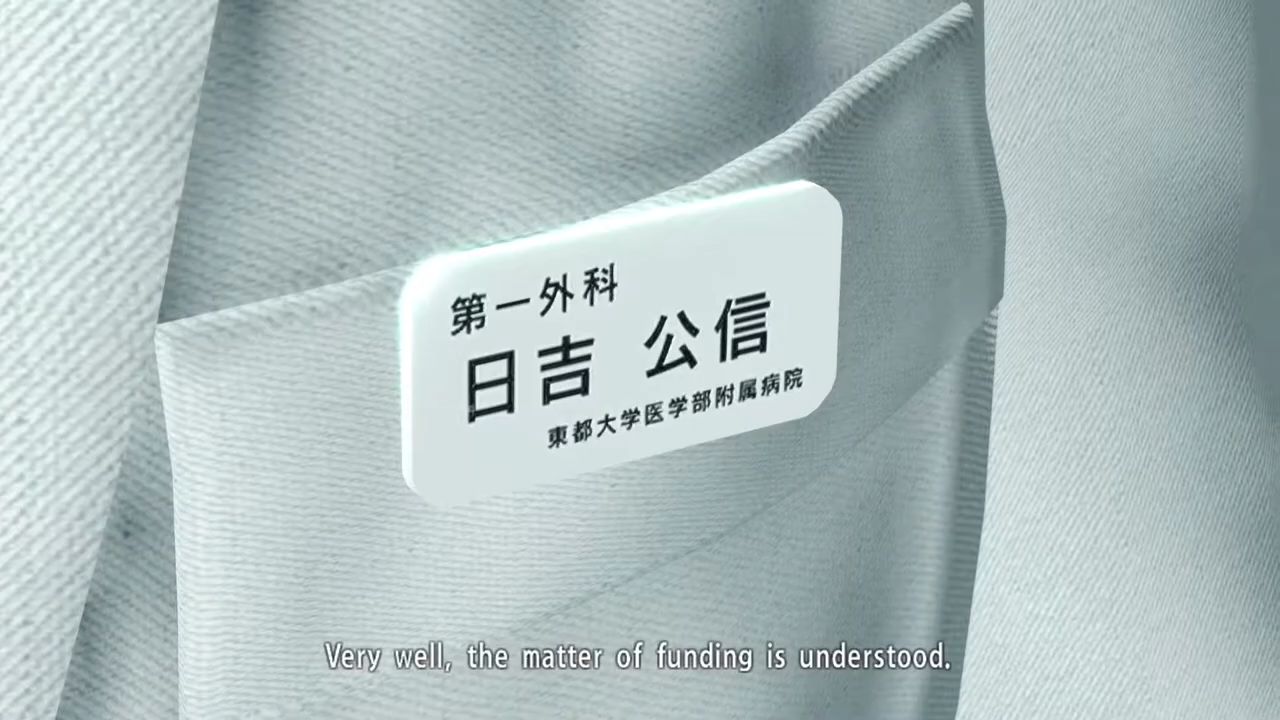 第一外科
日吉 公信
東都大学医学部附属病院
Very well, the matter of funding is understood.